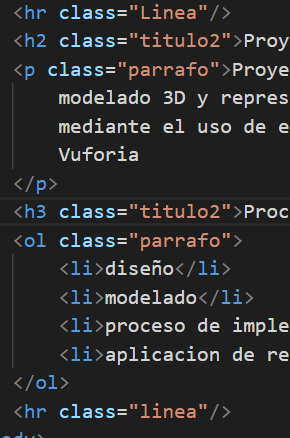 <hr class="Linea"/>
<h2 class="titulo2">Proy
<p class="parrafo">Proye
modelado 3D y repres
mediante el uso de e
Vuforia
</p>
<h3 class="titulo2">Proc
<ol class="parrafo">
<li>diseño</li>
<li>modelado</li>
<li>proceso de imple
<li>aplicacion de re
</ol>
<hr class="linea"/>
ody>